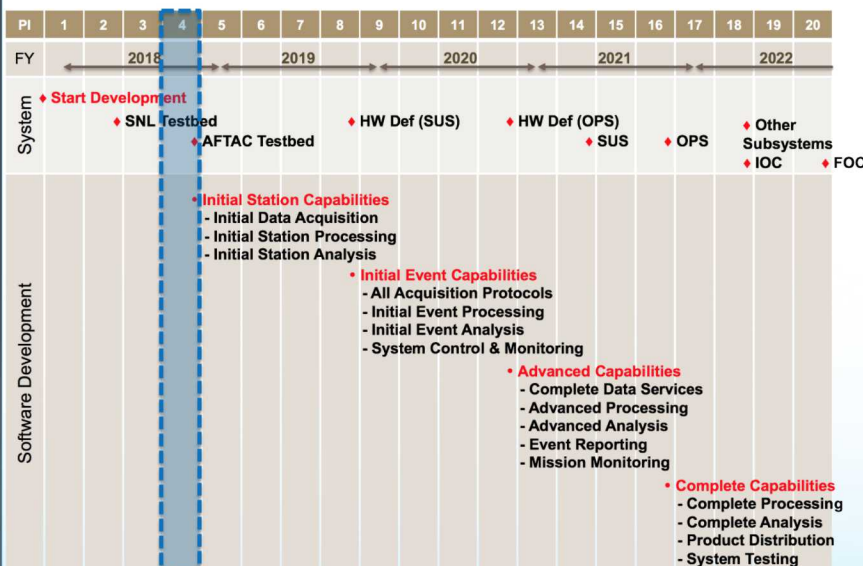 PI 1 2 3 4 5 6 7 8 9 10 11 12 13 14 15 16 17 18 19 20
FY 2018 2019 2020 2021 2022
System
Start Development
SNL Testbed
HW Def (SUS)
HW Def (OPS)
Other
Subsystems
AFTAC Testbed
SUS
OPS
IOC
FOC
Software Development
• Initial Station Capabilities
- Initial Data Acquisition
- Initial Station Processing
- Initial Station Analysis
• Initial Event Capabilities
- All Acquisition Protocols
- Initial Event Processing
- Initial Event Analysis
- System Control & Monitoring
• Advanced Capabilities
- Complete Data Services
- Advanced Processing
- Advanced Analysis
- Event Reporting
- Mission Monitoring
• Complete Capabilities
- Complete Processing
- Complete Analysis
- Product Distribution
- System Testing